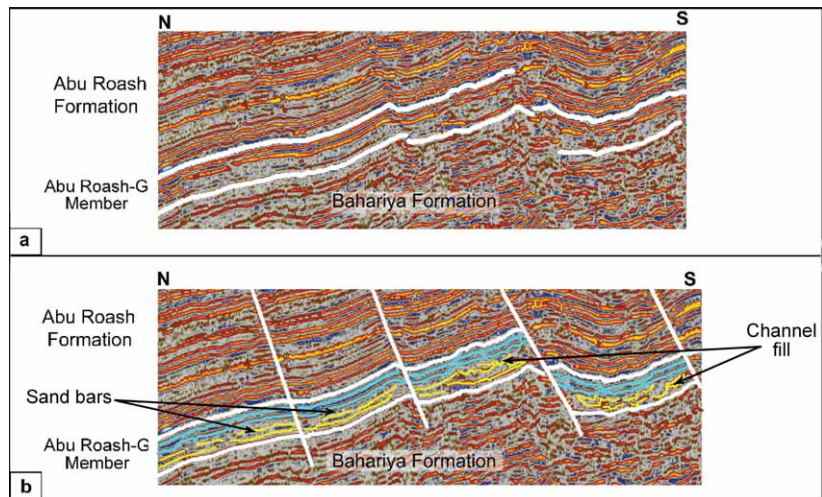 N
S
Abu Roash
Formation
Abu Roash-G
Member
Bahariya Formation
a
N
S
Abu Roash
Formation
Channel
fill
Sand bars
Abu Roash-G
Member
Bahariya Formation
b